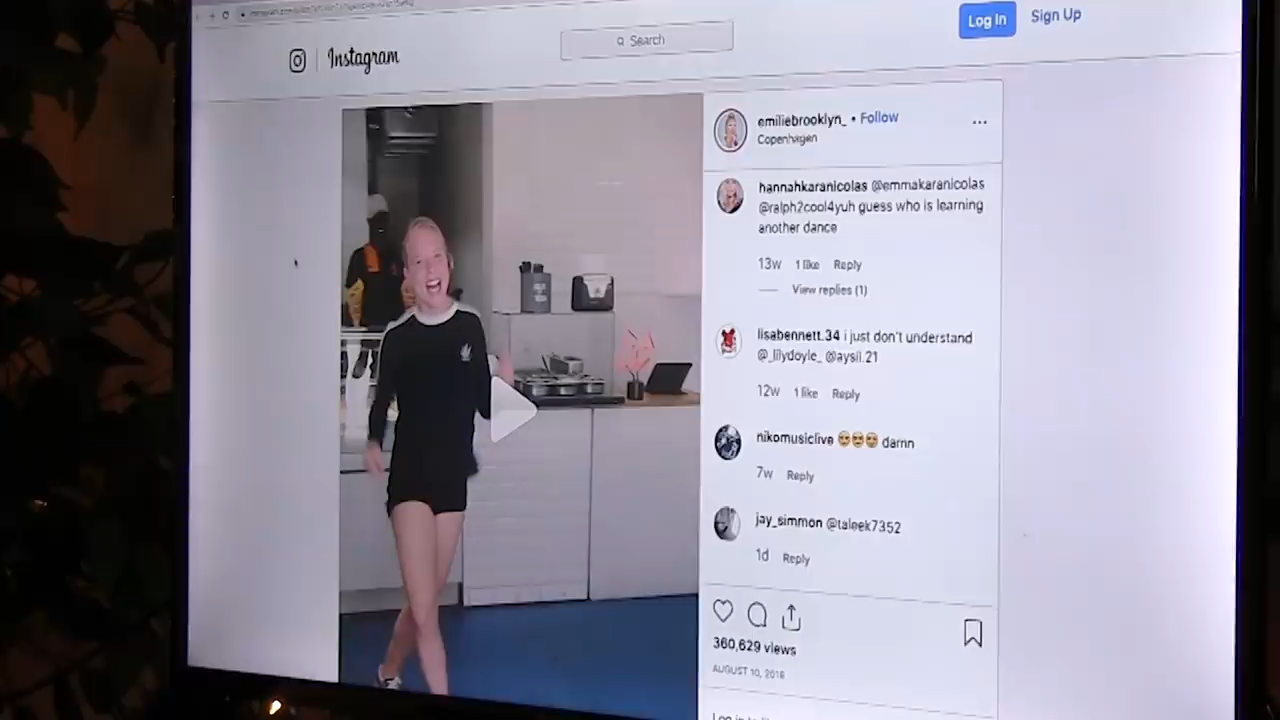 Log In
Sign Up
Instagram
Search
emiliebrooklyn_ • Follow
Copenhagen
hannahkaranicolas @emmakaranicolas
@ralph2cool4yuh guess who is learning
another dance
13w 1 like Reply
View replies (1)
lisabennett.34 i just don't understand
@_lilydoyle_ @aysil.21
12w 1 like Reply
nikomusiclive 😍😍😍 damn
7w Reply
jay_simmon @taleek7352
1d Reply
360,629 views
AUGUST 10, 2018